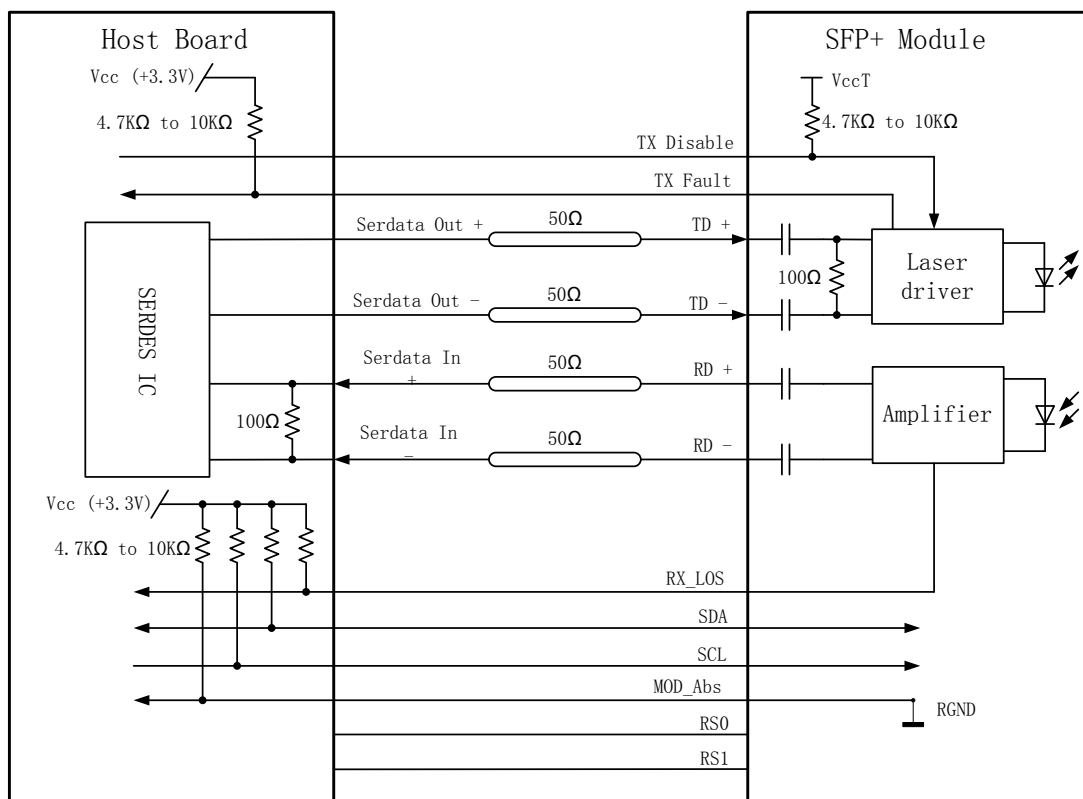 Host Board
SFP+ Module
Vcc (+3.3V)
VccT
4.7KΩ to 10KΩ
4.7KΩ to 10KΩ
TX Disable
TX Fault
Serdata Out +
50Ω
TD +
SERDES IC
100Ω
Laser
driver
Serdata Out -
50Ω
TD -
Serdata In
+
50Ω
RD +
100Ω
Amplifier
Serdata In
-
50Ω
RD -
Vcc (+3.3V)
4.7KΩ to 10KΩ
RX_LOS
SDA
SCL
MOD_Abs
RGND
RS0
RS1